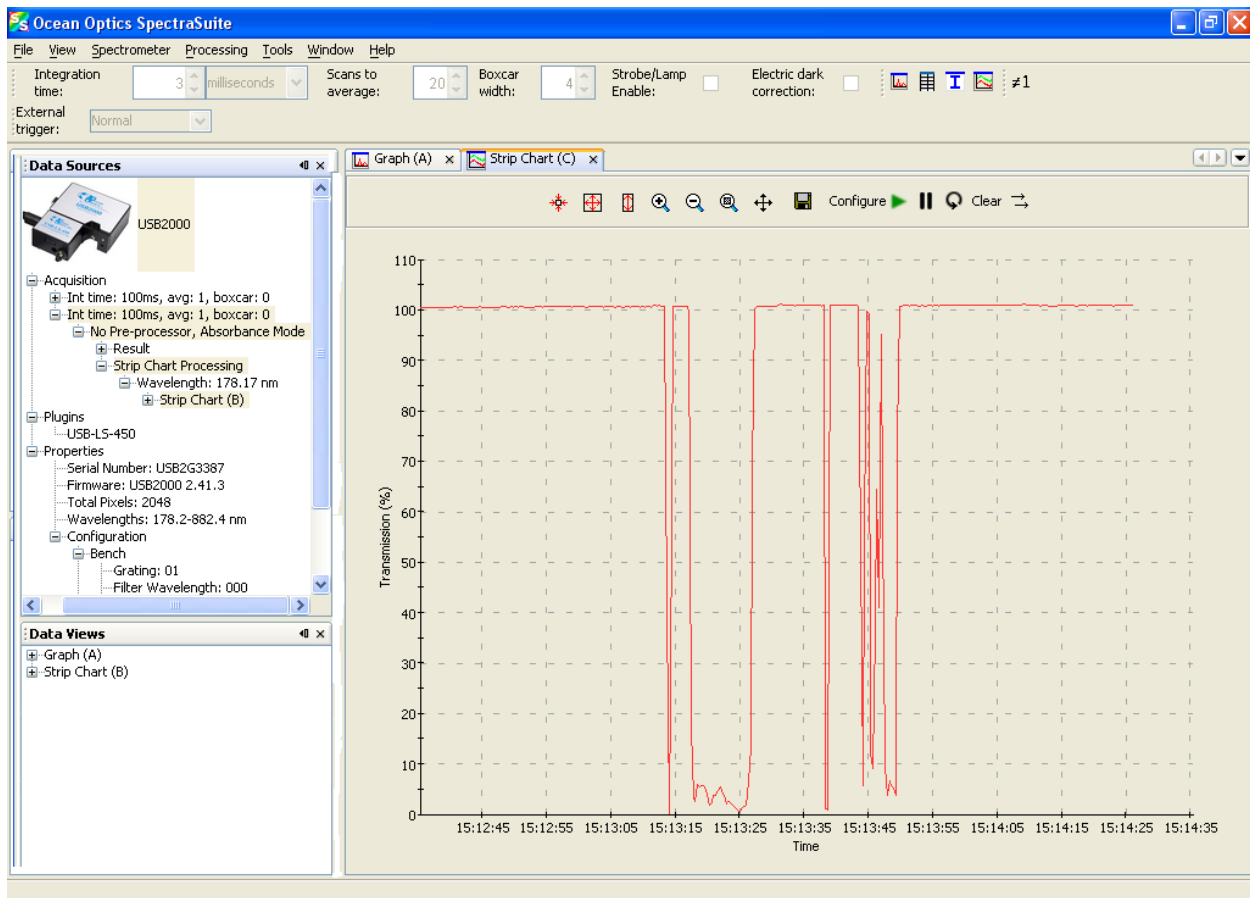 Ocean Optics SpectraSuite
File View Spectrometer Processing Tools Window Help
Integration time: 3 milliseconds Scans to average: 20 Boxcar width: 4 Strobe/Lamp Enable: Electric dark correction: ≠1
External trigger: Normal
Data Sources
USB2000
Acquisition
Int time: 100ms, avg: 1, boxcar: 0
Int time: 100ms, avg: 1, boxcar: 0
No Pre-processor, Absorbance Mode
Result
Strip Chart Processing
Wavelength: 178.17 nm
Strip Chart (B)
Plugins
USB-LS-450
Properties
Serial Number: USB2G3387
Firmware: USB2000 2.41.3
Total Pixels: 2048
Wavelengths: 178.2-882.4 nm
Configuration
Bench
Grating: 01
Filter Wavelength: 000
Data Views
Graph (A)
Strip Chart (B)
Graph (A) Strip Chart (C)
Configure Clear
110
100
90
80
70
60
50
40
30
20
10
0
Transmission (%)
15:12:45 15:12:55 15:13:05 15:13:15 15:13:25 15:13:35 15:13:45 15:13:55 15:14:05 15:14:15 15:14:25 15:14:35
Time